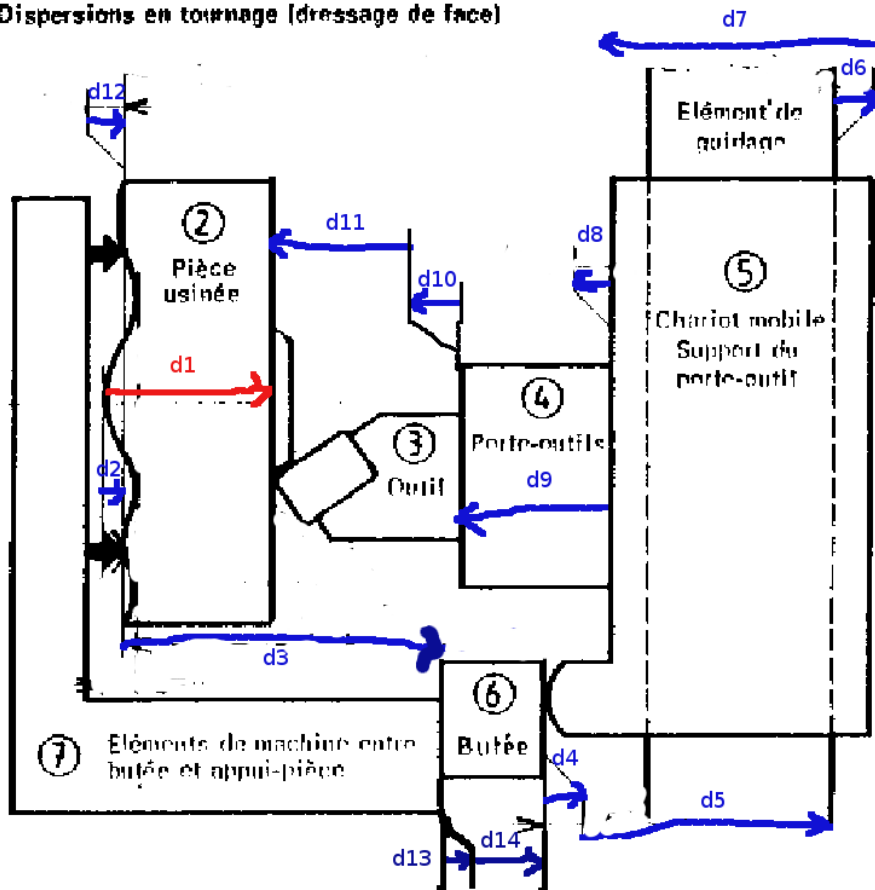 Dispersions en tournage (dressage de face)
d7
d12
d6
Elément de
guidage
②
Pièce
usinée
d11
d8
d10
⑤
Chariot mobile
Support du
porte-outil
d1
④
Porte-outils
③
Outil
d2
d9
d3
⑥
Butée
⑦
Eléments de machine entre
butée et appui-pièce
d4
d5
d13
d14